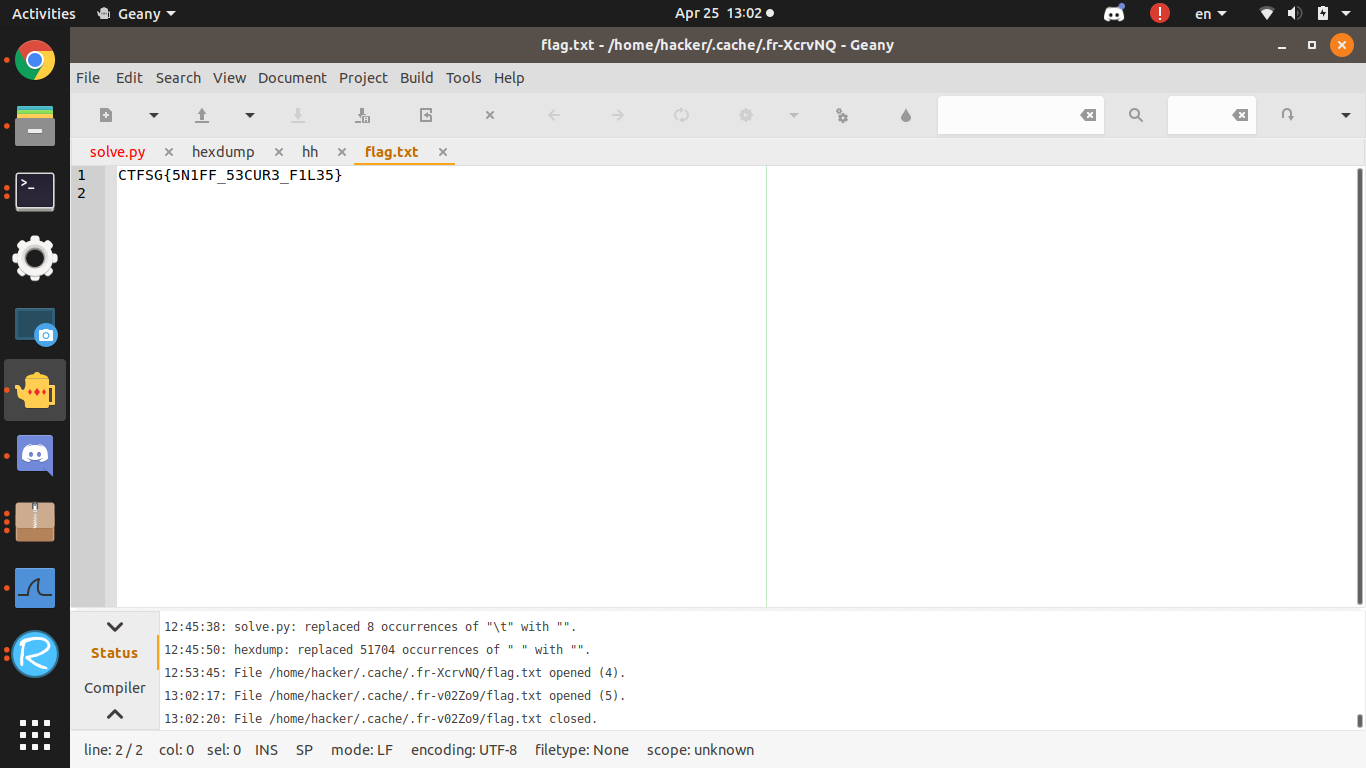 Activities Geany Apr 25 13:02 en
flag.txt - /home/hacker/.cache/.fr-XcrvNQ - Geany
File Edit Search View Document Project Build Tools Help
solve.py hexdump hh flag.txt
1 CTFSG{5N1FF_53CUR3_F1L35}
2
12:45:38: solve.py: replaced 8 occurrences of "\t" with "".
12:45:50: hexdump: replaced 51704 occurrences of " " with "".
12:53:45: File /home/hacker/.cache/.fr-XcrvNQ/flag.txt opened (4).
13:02:17: File /home/hacker/.cache/.fr-v02Zo9/flag.txt opened (5).
13:02:20: File /home/hacker/.cache/.fr-v02Zo9/flag.txt closed.
Status
Compiler
line: 2 / 2 col: 0 sel: 0 INS SP mode: LF encoding: UTF-8 filetype: None scope: unknown